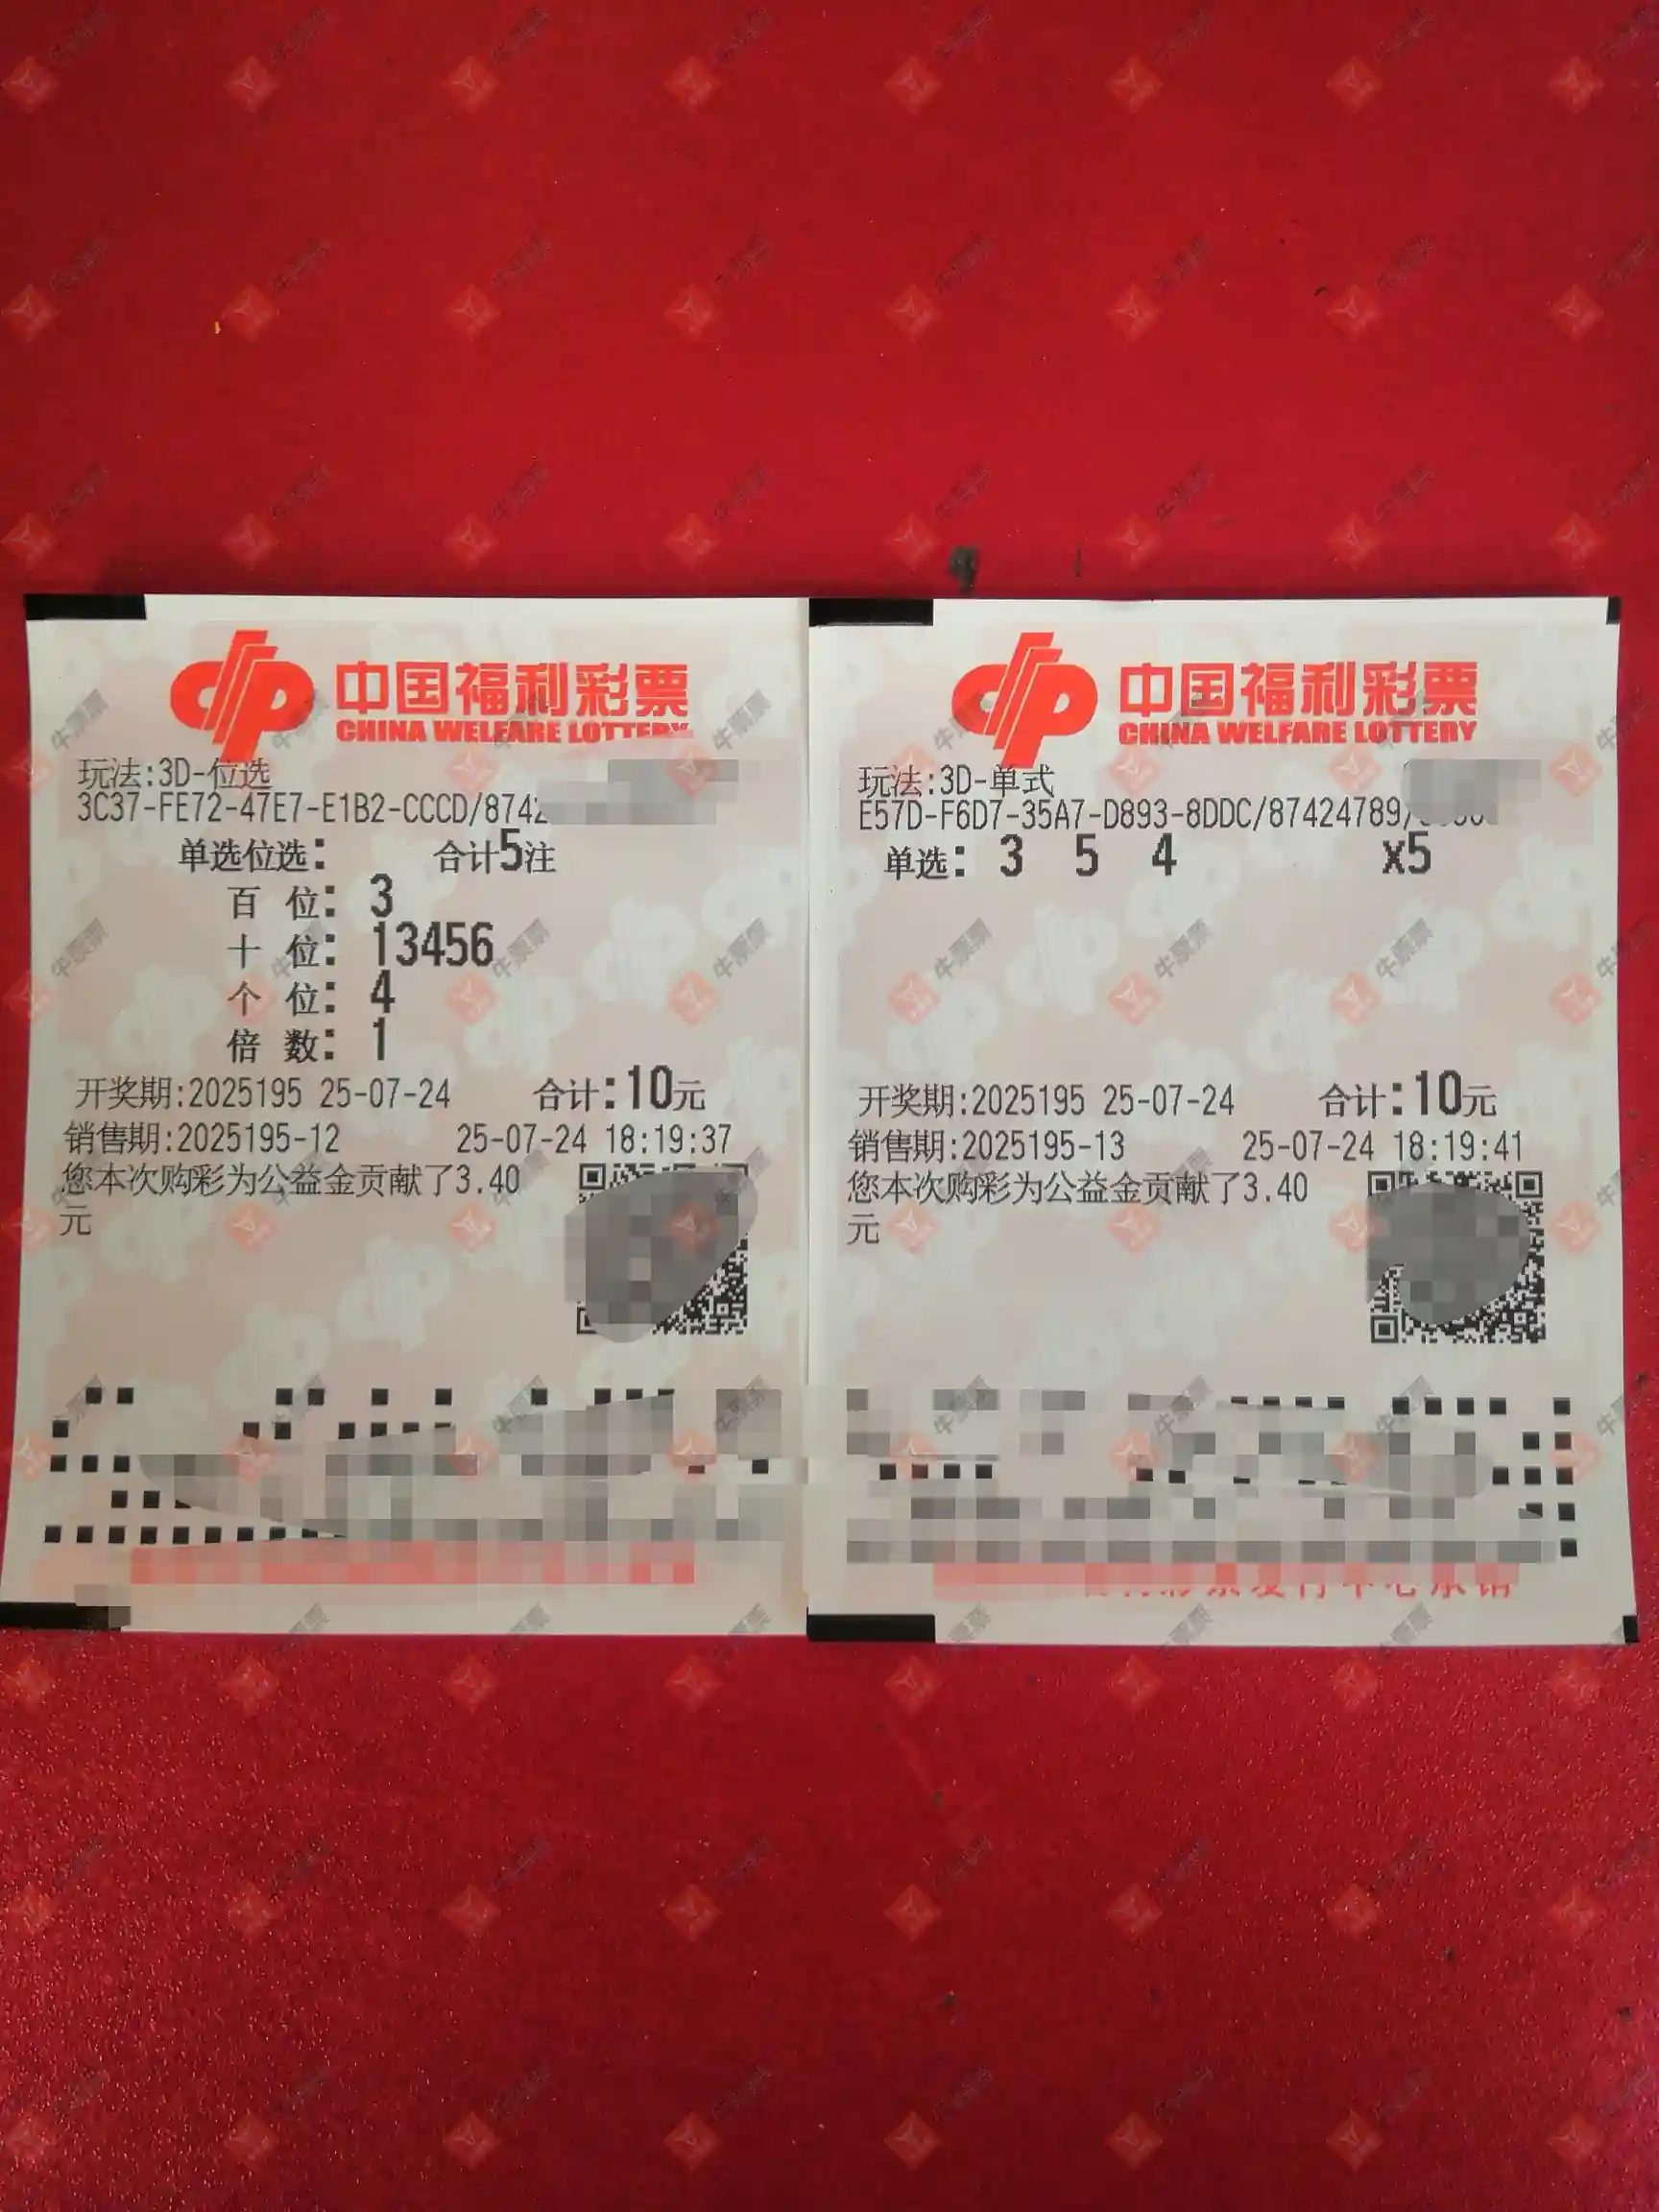 中国福利彩票
CHINA WELFARE LOTTERY
玩法:3D-位选
3C37-FE72-47E7-E1B2-CCCD/8742
单选位选: 合计5注
百 位: 3
十 位: 13456
个 位: 4
倍 数: 1
开奖期:2025195 25-07-24 合计:10元
销售期:2025195-12 25-07-24 18:19:37
您本次购彩为公益金贡献了3.40
元
中国福利彩票
CHINA WELFARE LOTTERY
玩法:3D-单式
E57D-F6D7-35A7-D893-8DDC/87424789/
单选: 3 5 4 x5
开奖期:2025195 25-07-24 合计:10元
销售期:2025195-13 25-07-24 18:19:41
您本次购彩为公益金贡献了3.40
元
牛票票